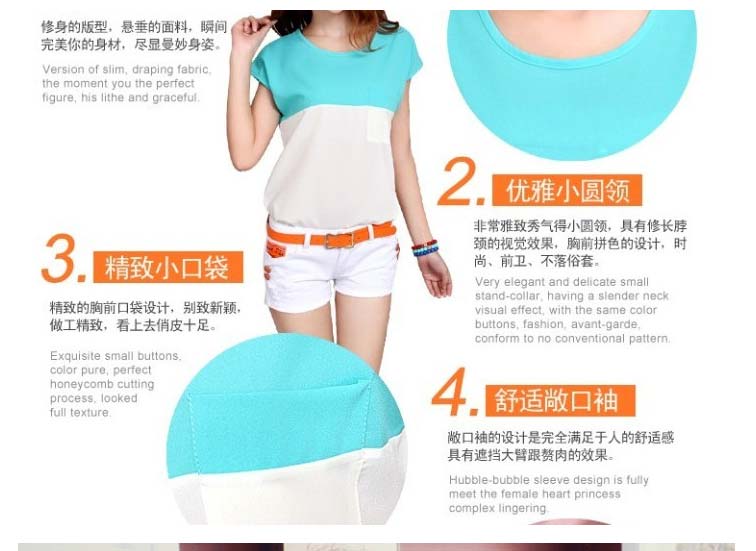 修身的版型，悬垂的面料，瞬间
完美你的身材，尽显曼妙身姿。
Version of slim, draping fabric,
the moment you the perfect
figure, his lithe and graceful.
2.
优雅小圆领
非常雅致秀气得小圆领，具有修长脖
颈的视觉效果，胸前拼色的设计，时
尚、前卫、不落俗套。
Very elegant and delicate small
stand-collar, having a slender neck
visual effect, with the same color
buttons, fashion, avant-garde,
conform to no conventional pattern.
3.
精致小口袋
精致的胸前口袋设计，别致新颖，
做工精致，看上去俏皮十足。
Exquisite small buttons,
color pure, perfect
honeycomb cutting
process, looked
full texture.
4.
舒适敞口袖
敞口袖的设计是完全满足于人的舒适感
具有遮挡大臂跟赘肉的效果。
Hubble-bubble sleeve design is fully
meet the female heart princess
complex lingering.